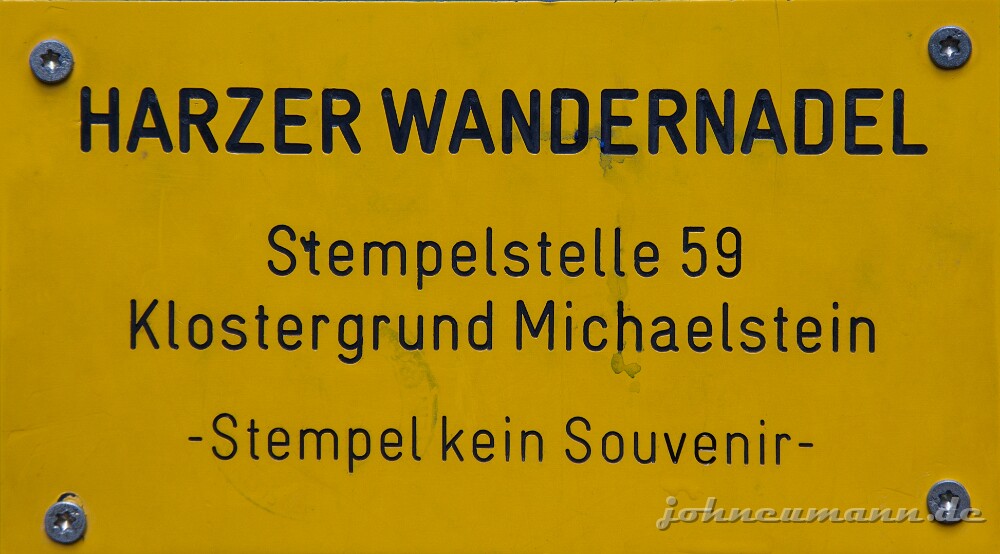 HARZER WANDERNADEL
Stempelstelle 59
Klostergrund Michaelstein
-Stempel kein Souvenir-
johneumann.de